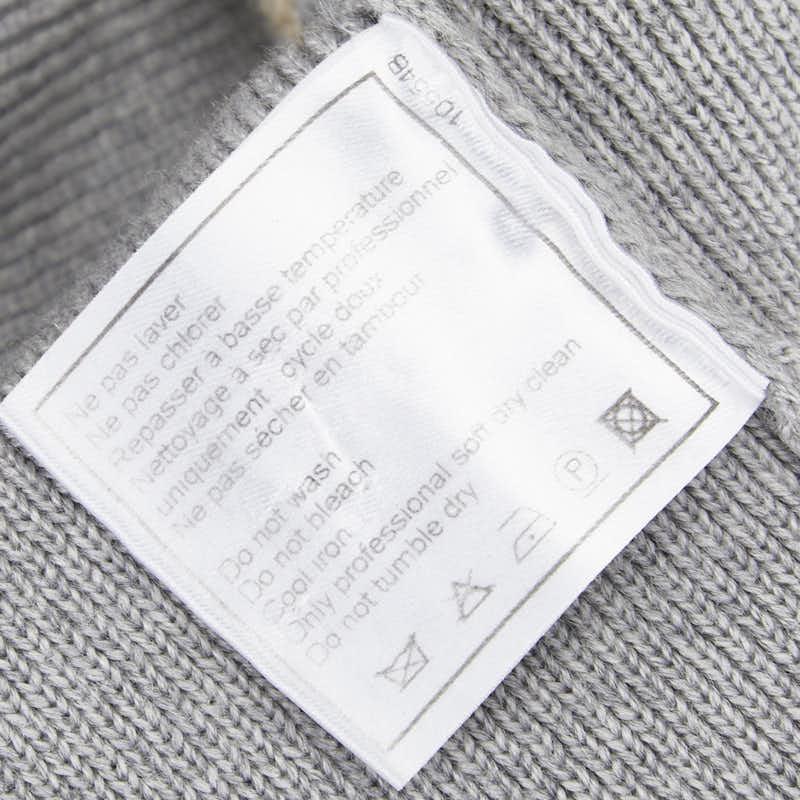 Ne pas laver
Ne pas chlorer
Repasser à basse température
Nettoyage a sec par professionnel
uniquement cycle doux
Ne pas sécher en tambour
Do not wash
Do not bleach
Cool iron
Only professional soft dry clean
Do not tumble dry
P